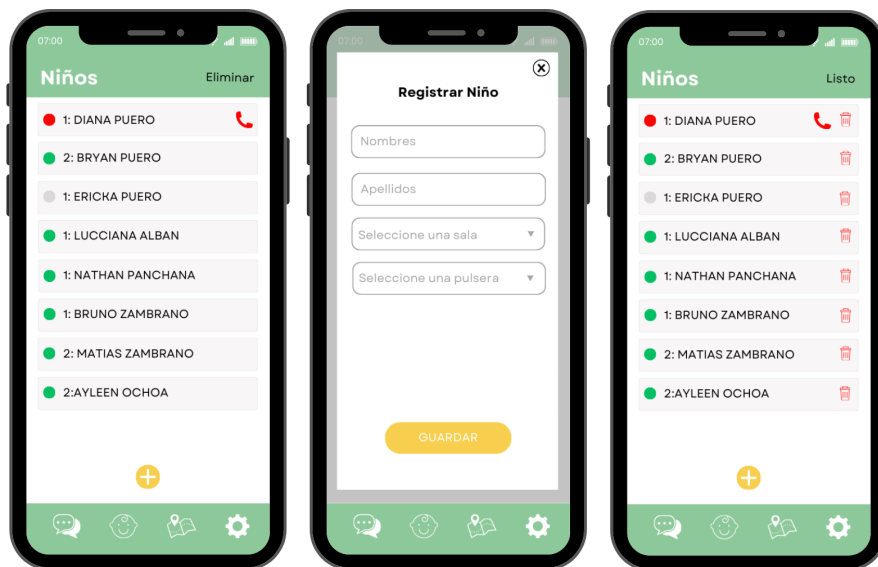 07:00
Niños
Eliminar
1: DIANA PUERO
2: BRYAN PUERO
1: ERICKA PUERO
1: LUCCIANA ALBAN
1: NATHAN PANCHANA
1: BRUNO ZAMBRANO
2: MATIAS ZAMBRANO
2:AYLEEN OCHOA
07:00
Registrar Niño
Nombres
Apellidos
Seleccione una sala
Seleccione una pulsera
GUARDAR
07:00
Niños
Listo
1: DIANA PUERO
2: BRYAN PUERO
1: ERICKA PUERO
1: LUCCIANA ALBAN
1: NATHAN PANCHANA
1: BRUNO ZAMBRANO
2: MATIAS ZAMBRANO
2:AYLEEN OCHOA